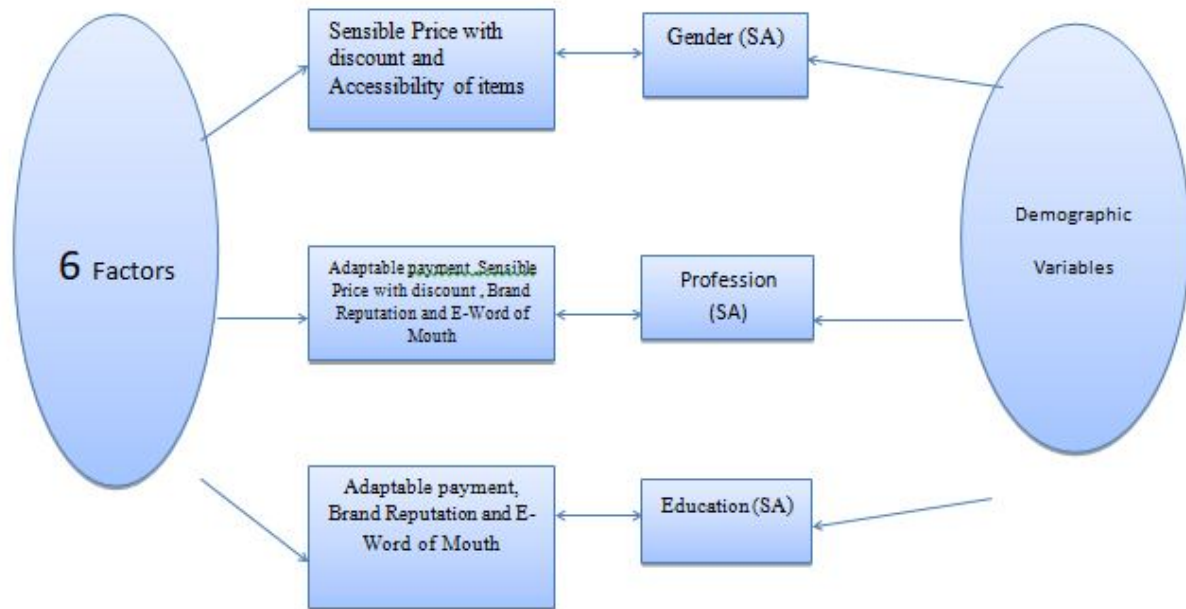 Sensible Price with
discount and
Accessibility of items
Gender (SA)
6 Factors
Adaptable payment, Sensible
Price with discount , Brand
Reputation and E-Word of
Mouth
Profession
(SA)
Demographic
Variables
Adaptable payment,
Brand Reputation and E-
Word of Mouth
Education (SA)